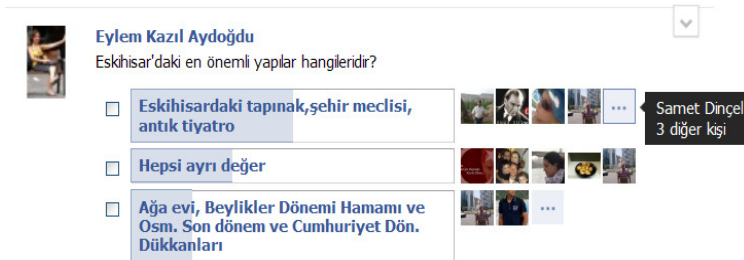 Eylem Kazıl Aydoğdu
Eskihisar'daki en önemli yapılar hangileridir?
Eskihisardaki tapınak,şehir meclisi,
antık tiyatro
Samet Dinçel
3 diğer kişi
Hepsi ayrı değer
Ağa evi, Beylikler Dönemi Hamamı ve
Osm. Son dönem ve Cumhuriyet Dön.
Dükkanları